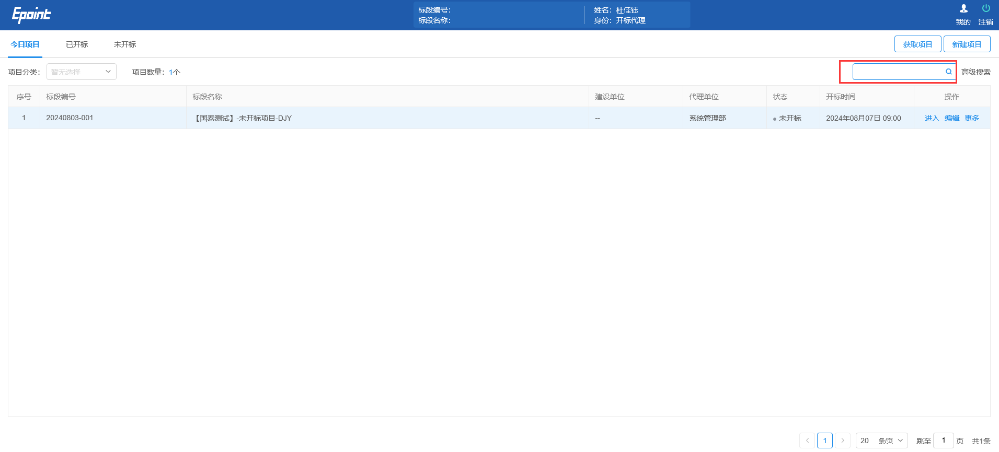 Epoint
标段编号：
标段名称：
姓名：杜佳钰
身份：开标代理
我的 注销
今日项目 已开标 未开标 获取项目 新建项目
项目分类： 暂无选择 项目数量：1个 高级搜索
序号 标段编号 标段名称 建设单位 代理单位 状态 开标时间 操作
1 20240803-001 【国泰测试】-未开标项目-DJY -- 系统管理部 未开标 2024年08月07日 09:00 进入 编辑 更多
1 20 条/页 跳至 1 页 共1条